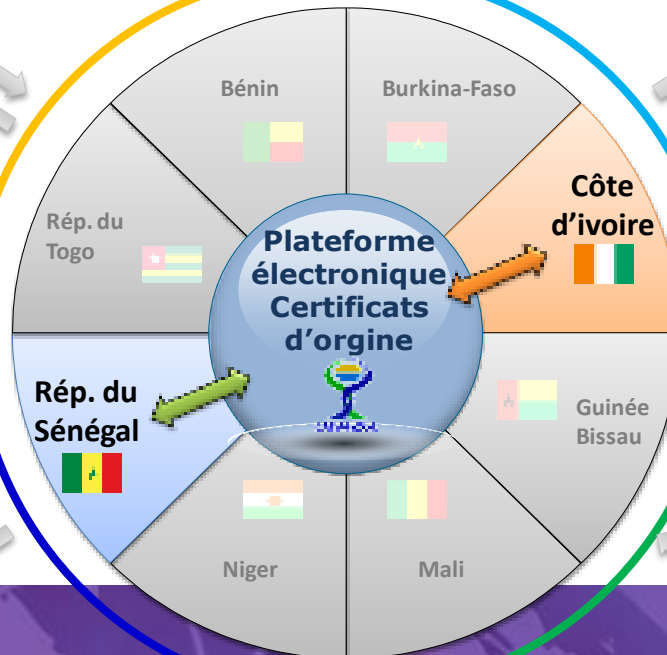 Bénin
Burkina-Faso
Côte
d’ivoire
Rép. du
Togo
Plateforme
électronique
Certificats
d’orgine
Rép. du
Sénégal
Guinée
Bissau
Niger
Mali